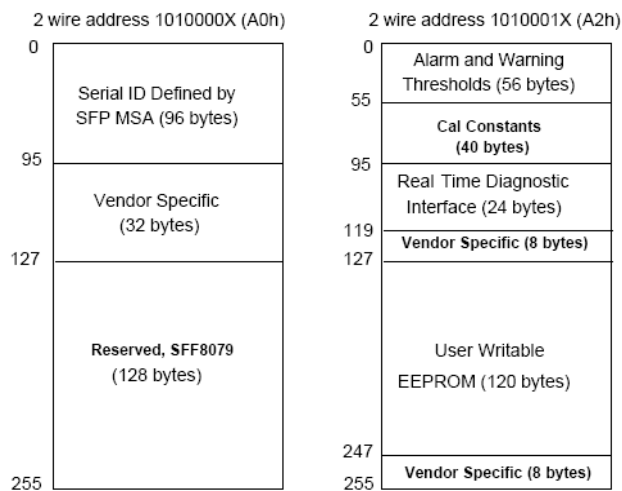 2 wire address 1010000X (A0h)
0
Serial ID Defined by
SFP MSA (96 bytes)
95
Vendor Specific
(32 bytes)
127
Reserved, SFF8079
(128 bytes)
255
2 wire address 1010001X (A2h)
0
Alarm and Warning
Thresholds (56 bytes)
55
Cal Constants
(40 bytes)
95
Real Time Diagnostic
Interface (24 bytes)
119
Vendor Specific (8 bytes)
127
User Writable
EEPROM (120 bytes)
247
Vendor Specific (8 bytes)
255